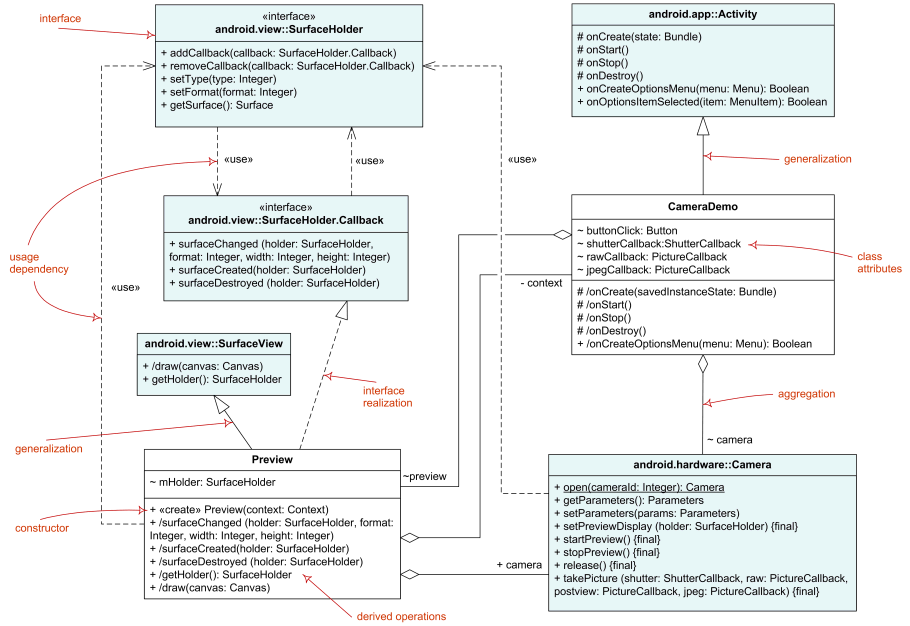 interface
«interface»
android.view::SurfaceHolder
+ addCallback(callback: SurfaceHolder.Callback)
+ removeCallback(callback: SurfaceHolder.Callback)
+ setType(type: Integer)
+ setFormat(format: Integer)
+ getSurface(): Surface
android.app::Activity
# onCreate(state: Bundle)
# onStart()
# onStop()
# onDestroy()
+ onCreateOptionsMenu(menu: Menu): Boolean
+ onOptionsItemSelected(item: MenuItem): Boolean
«use»
«use»
«use»
generalization
«interface»
android.view::SurfaceHolder.Callback
+ surfaceChanged (holder: SurfaceHolder,
format: Integer, width: Integer, height: Integer)
+ surfaceCreated(holder: SurfaceHolder)
+ surfaceDestroyed (holder: SurfaceHolder)
CameraDemo
~ buttonClick: Button
~ shutterCallback:ShutterCallback
~ rawCallback: PictureCallback
~ jpegCallback: PictureCallback
# /onCreate(savedInstanceState: Bundle)
# /onStart()
# /onStop()
# /onDestroy()
+ /onCreateOptionsMenu(menu: Menu): Boolean
class
attributes
usage
dependency
«use»
- context
android.view::SurfaceView
+ /draw(canvas: Canvas)
+ getHolder(): SurfaceHolder
interface
realization
aggregation
generalization
~ camera
Preview
~ mHolder: SurfaceHolder
+ «create» Preview(context: Context)
+ /surfaceChanged (holder: SurfaceHolder, format:
Integer, width: Integer, height: Integer)
+ /surfaceCreated(holder: SurfaceHolder)
+ /surfaceDestroyed (holder: SurfaceHolder)
+ /getHolder(): SurfaceHolder
+ /draw(canvas: Canvas)
~preview
constructor
+ camera
android.hardware::Camera
+ open(cameraId: Integer): Camera
+ getParameters(): Parameters
+ setParameters(params: Parameters)
+ setPreviewDisplay (holder: SurfaceHolder) {final}
+ startPreview() {final}
+ stopPreview() {final}
+ release() {final}
+ takePicture (shutter: ShutterCallback, raw: PictureCallback,
postview: PictureCallback, jpeg: PictureCallback) {final}
derived operations